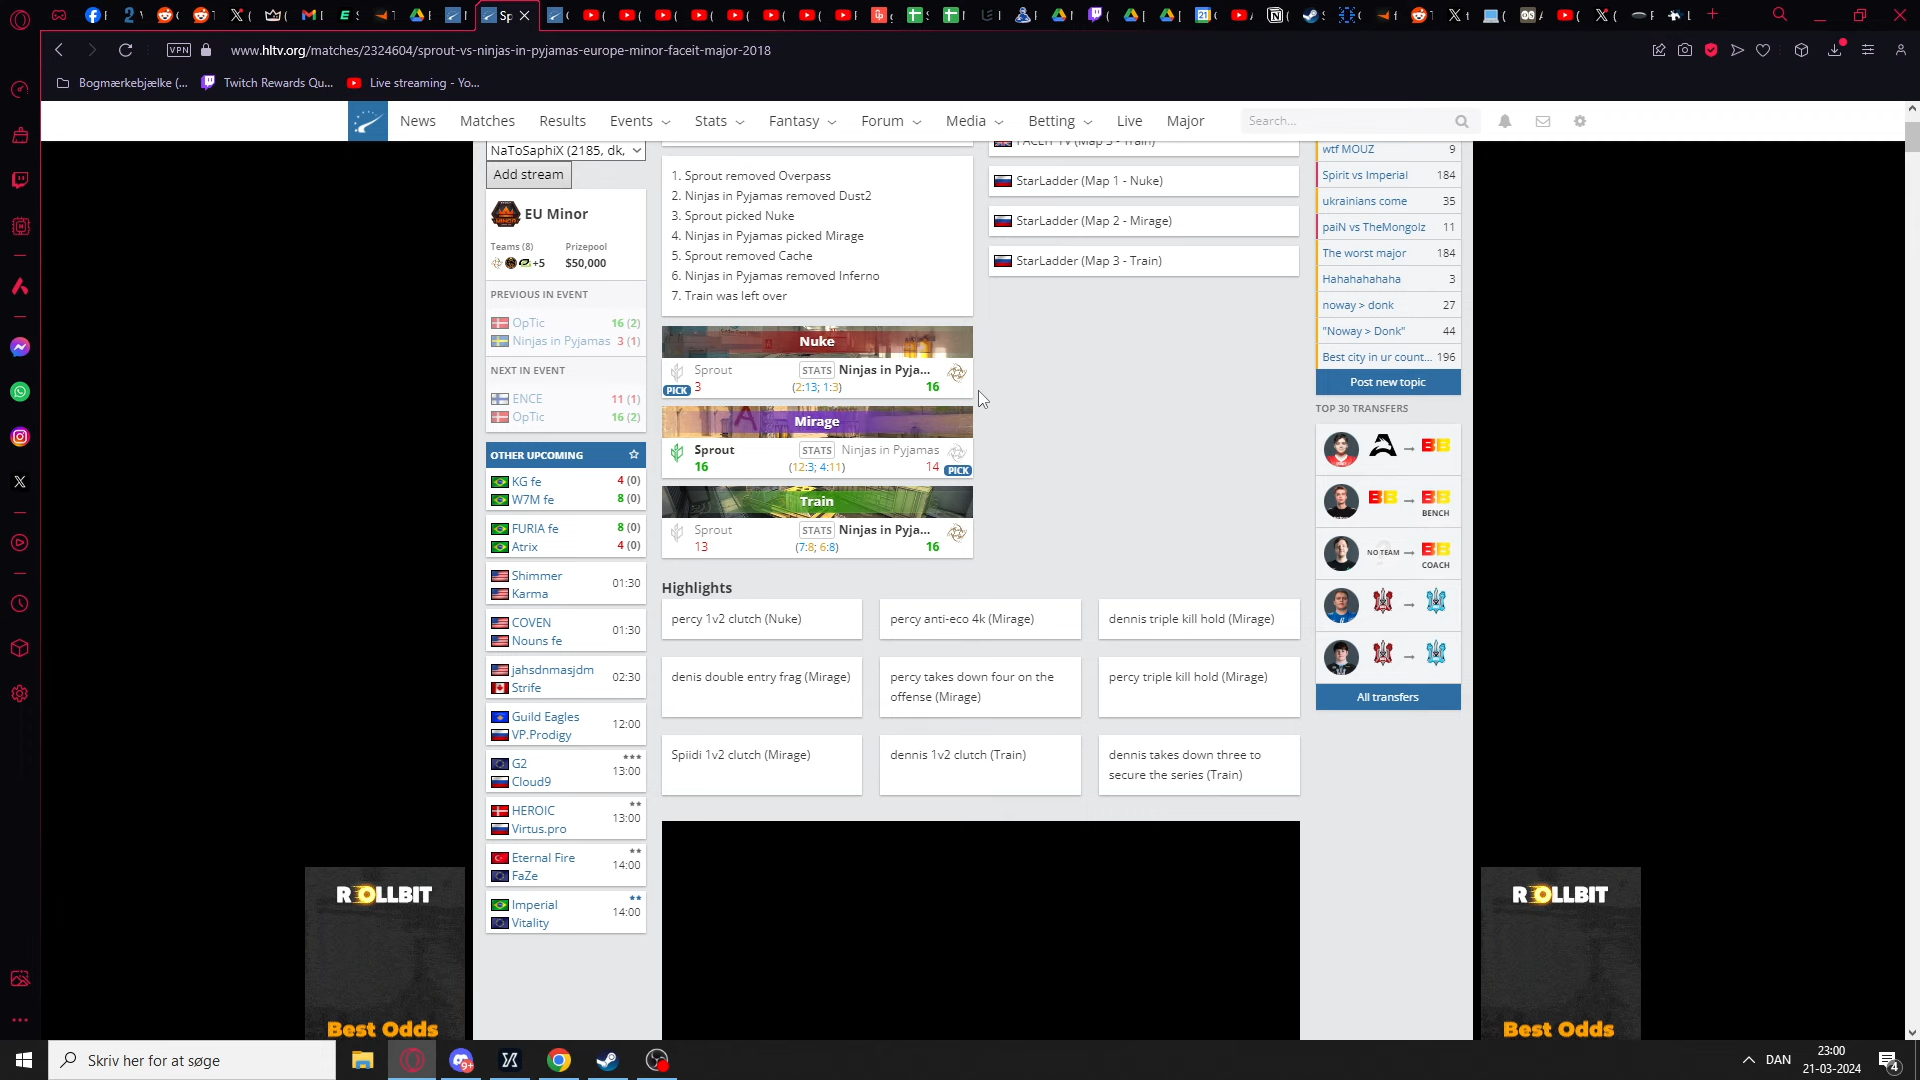 www.hltv.org/matches/2324604/sprout-vs-ninjas-in-pyjamas-europe-minor-faceit-major-2018
VPN
Bogmærkebjælke (...
Twitch Rewards Qu...
Live streaming - Yo...
News
Matches
Results
Events
Stats
Fantasy
Forum
Media
Betting
Live
Major
Search...
NaToSaphiX (2185, dk,
Add stream
EU Minor
Teams (8)
Prizepool
+5
$50,000
PREVIOUS IN EVENT
OpTic 16 (2)
Ninjas in Pyjamas 3 (1)
NEXT IN EVENT
ENCE 11 (1)
OpTic 16 (2)
OTHER UPCOMING
KG fe 4 (0)
W7M fe 8 (0)
FURIA fe 8 (0)
Atrix 4 (0)
Shimmer
Karma
01:30
COVEN
Nouns fe
01:30
jahsdnmasjdm
Strife
02:30
Guild Eagles
VP.Prodigy
12:00
G2
Cloud9
13:00
HEROIC
Virtus.pro
13:00
Eternal Fire
FaZe
14:00
Imperial
Vitality
14:00
1. Sprout removed Overpass
2. Ninjas in Pyjamas removed Dust2
3. Sprout picked Nuke
4. Ninjas in Pyjamas picked Mirage
5. Sprout removed Cache
6. Ninjas in Pyjamas removed Inferno
7. Train was left over
Nuke
Sprout STATS Ninjas in Pyja...
PICK 3 (2:13; 1:3) 16
Mirage
Sprout STATS Ninjas in Pyjamas
16 (12:3; 4:11) 14 PICK
Train
Sprout STATS Ninjas in Pyja...
13 (7:8; 6:8) 16
FACEIT TV (Map 3 - Train)
StarLadder (Map 1 - Nuke)
StarLadder (Map 2 - Mirage)
StarLadder (Map 3 - Train)
Highlights
percy 1v2 clutch (Nuke)
percy anti-eco 4k (Mirage)
dennis triple kill hold (Mirage)
denis double entry frag (Mirage)
percy takes down four on the
offense (Mirage)
percy triple kill hold (Mirage)
Spiidi 1v2 clutch (Mirage)
dennis 1v2 clutch (Train)
dennis takes down three to
secure the series (Train)
wtf MOUZ 9
Spirit vs Imperial 184
ukrainians come 35
paiN vs TheMongolz 11
The worst major 184
Hahahahahaha 3
noway > donk 27
"Noway > Donk" 44
Best city in ur count... 196
Post new topic
TOP 30 TRANSFERS
BB
BB BB
BENCH
NO TEAM BB
COACH
All transfers
ROLLBIT
Best Odds
ROLLBIT
Best Odds
Skriv her for at søge
9+
DAN
23:00
21-03-2024
4